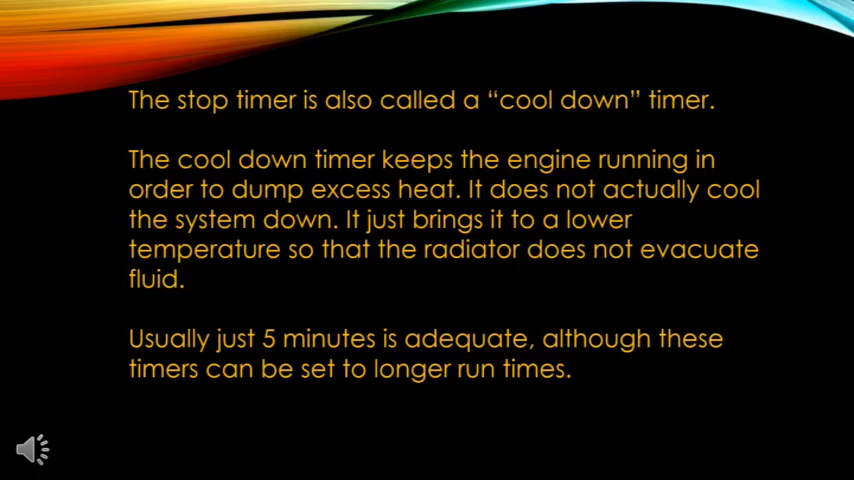 The stop timer is also called a “cool down” timer.
The cool down timer keeps the engine running in
order to dump excess heat. It does not actually cool
the system down. It just brings it to a lower
temperature so that the radiator does not evacuate
fluid.
Usually just 5 minutes is adequate, although these
timers can be set to longer run times.